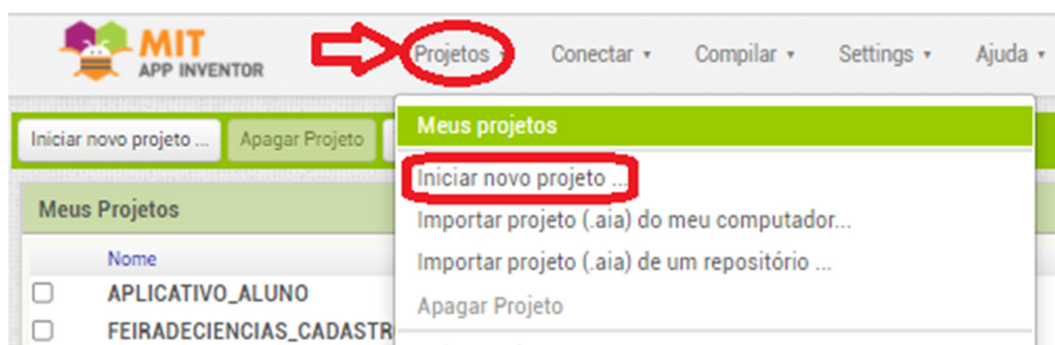 MIT
APP INVENTOR
Projetos Conectar Compilar Settings Ajuda
Iniciar novo projeto ... Apagar Projeto
Meus projetos
Iniciar novo projeto ...
Meus Projetos
Importar projeto (.aia) do meu computador...
Nome
Importar projeto (.aia) de um repositório ...
APLICATIVO_ALUNO
Apagar Projeto
FEIRADECIENCIAS_CADASTR